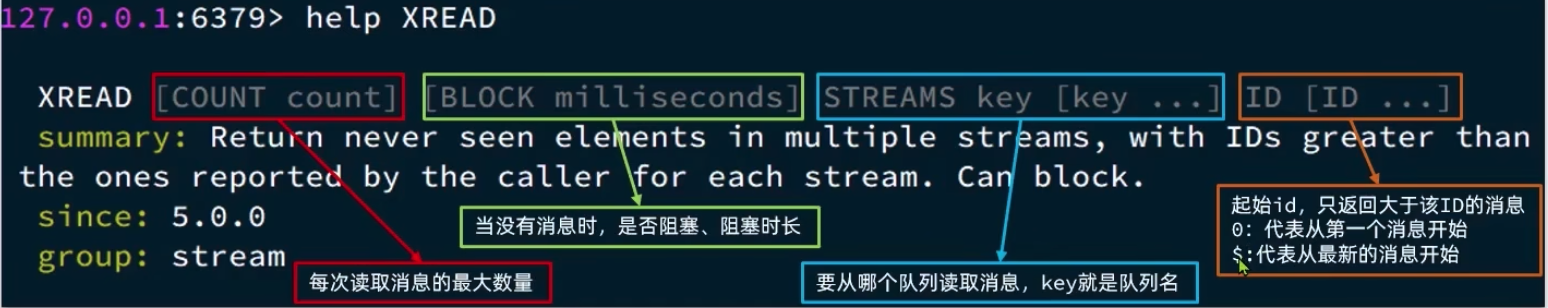 127.0.0.1:6379> help XREAD
XREAD [COUNT count] [BLOCK milliseconds] STREAMS key [key ...] ID [ID ...]
summary: Return never seen elements in multiple streams, with IDs greater than
the ones reported by the caller for each stream. Can block.
since: 5.0.0
group: stream
当没有消息时，是否阻塞、阻塞时长
每次读取消息的最大数量
要从哪个队列读取消息，key就是队列名
起始id，只返回大于该ID的消息
0：代表从第一个消息开始
$:代表从最新的消息开始